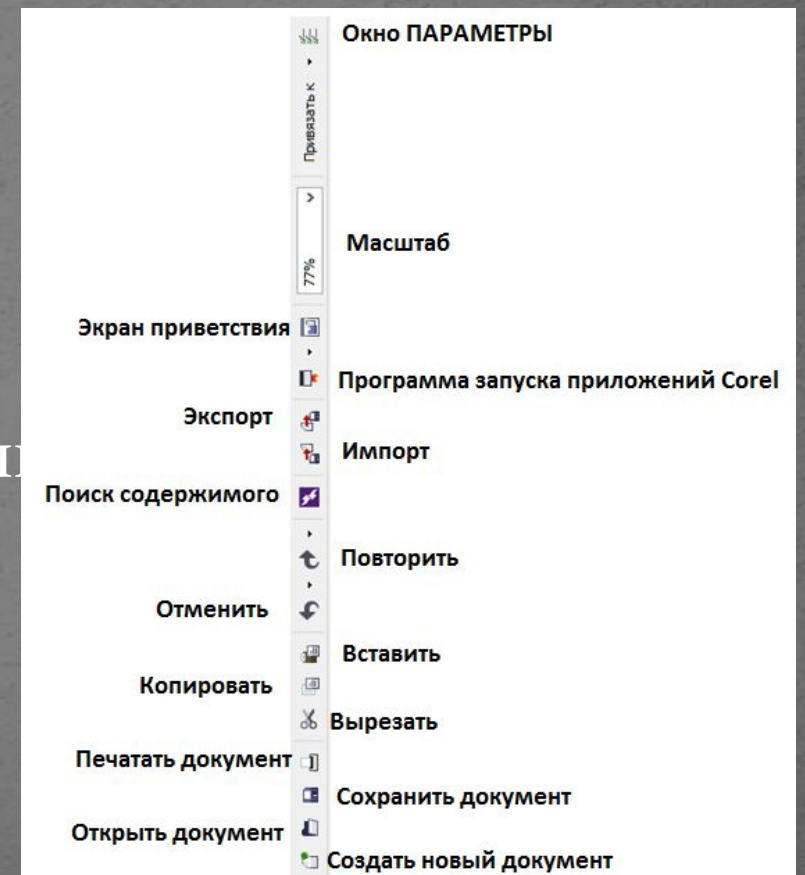 Окно ПАРАМЕТРЫ
Привязать к
77%
Масштаб
Экран приветствия
Программа запуска приложений Corel
Экспорт
Импорт
Поиск содержимого
Повторить
Отменить
Вставить
Копировать
Вырезать
Печатать документ
Сохранить документ
Открыть документ
Создать новый документ